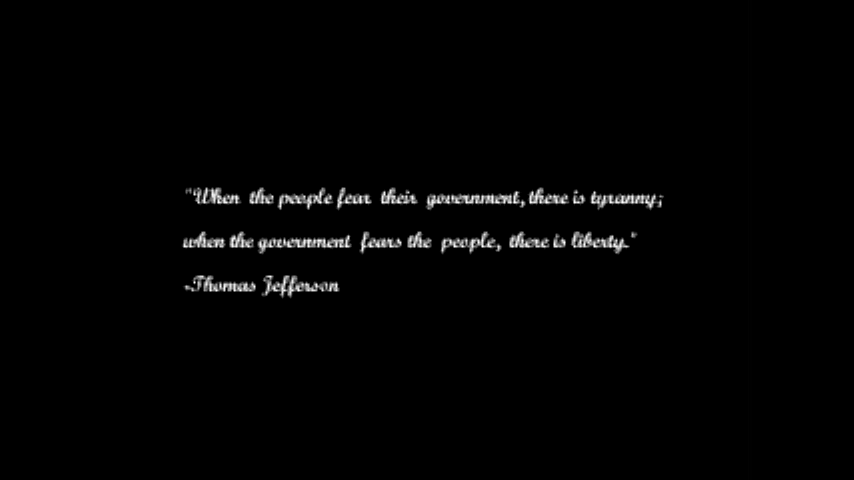 "When the people fear their government, there is tyranny;
when the government fears the people, there is liberty."
-Thomas Jefferson